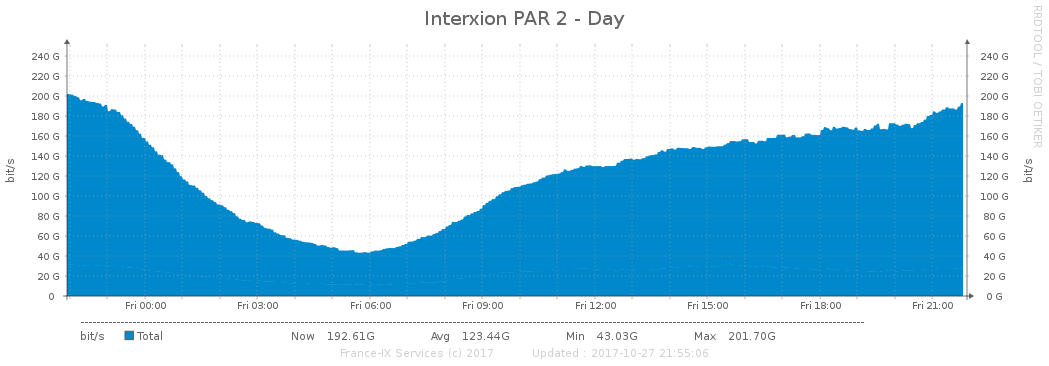 Interxion PAR 2 - Day
RRDTOOL / TOBI OETIKER
240 G 240 G
220 G 220 G
200 G 200 G
180 G 180 G
160 G 160 G
140 G 140 G
120 G 120 G
100 G 100 G
80 G 80 G
60 G 60 G
40 G 40 G
20 G 20 G
0 0 G
bit/s
bit/s
Fri 00:00 Fri 03:00 Fri 06:00 Fri 09:00 Fri 12:00 Fri 15:00 Fri 18:00 Fri 21:00
bit/s Total Now 192.61G Avg 123.44G Min 43.03G Max 201.70G
France-IX Services (c) 2017 Updated : 2017-10-27 21:55:06